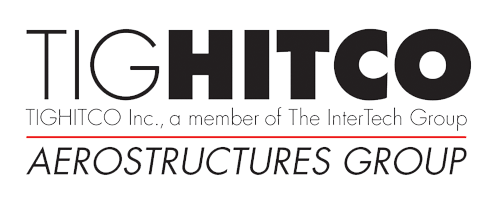 TIGHITCO
TIGHITCO Inc., a member of The InterTech Group
AEROSTRUCTURES GROUP